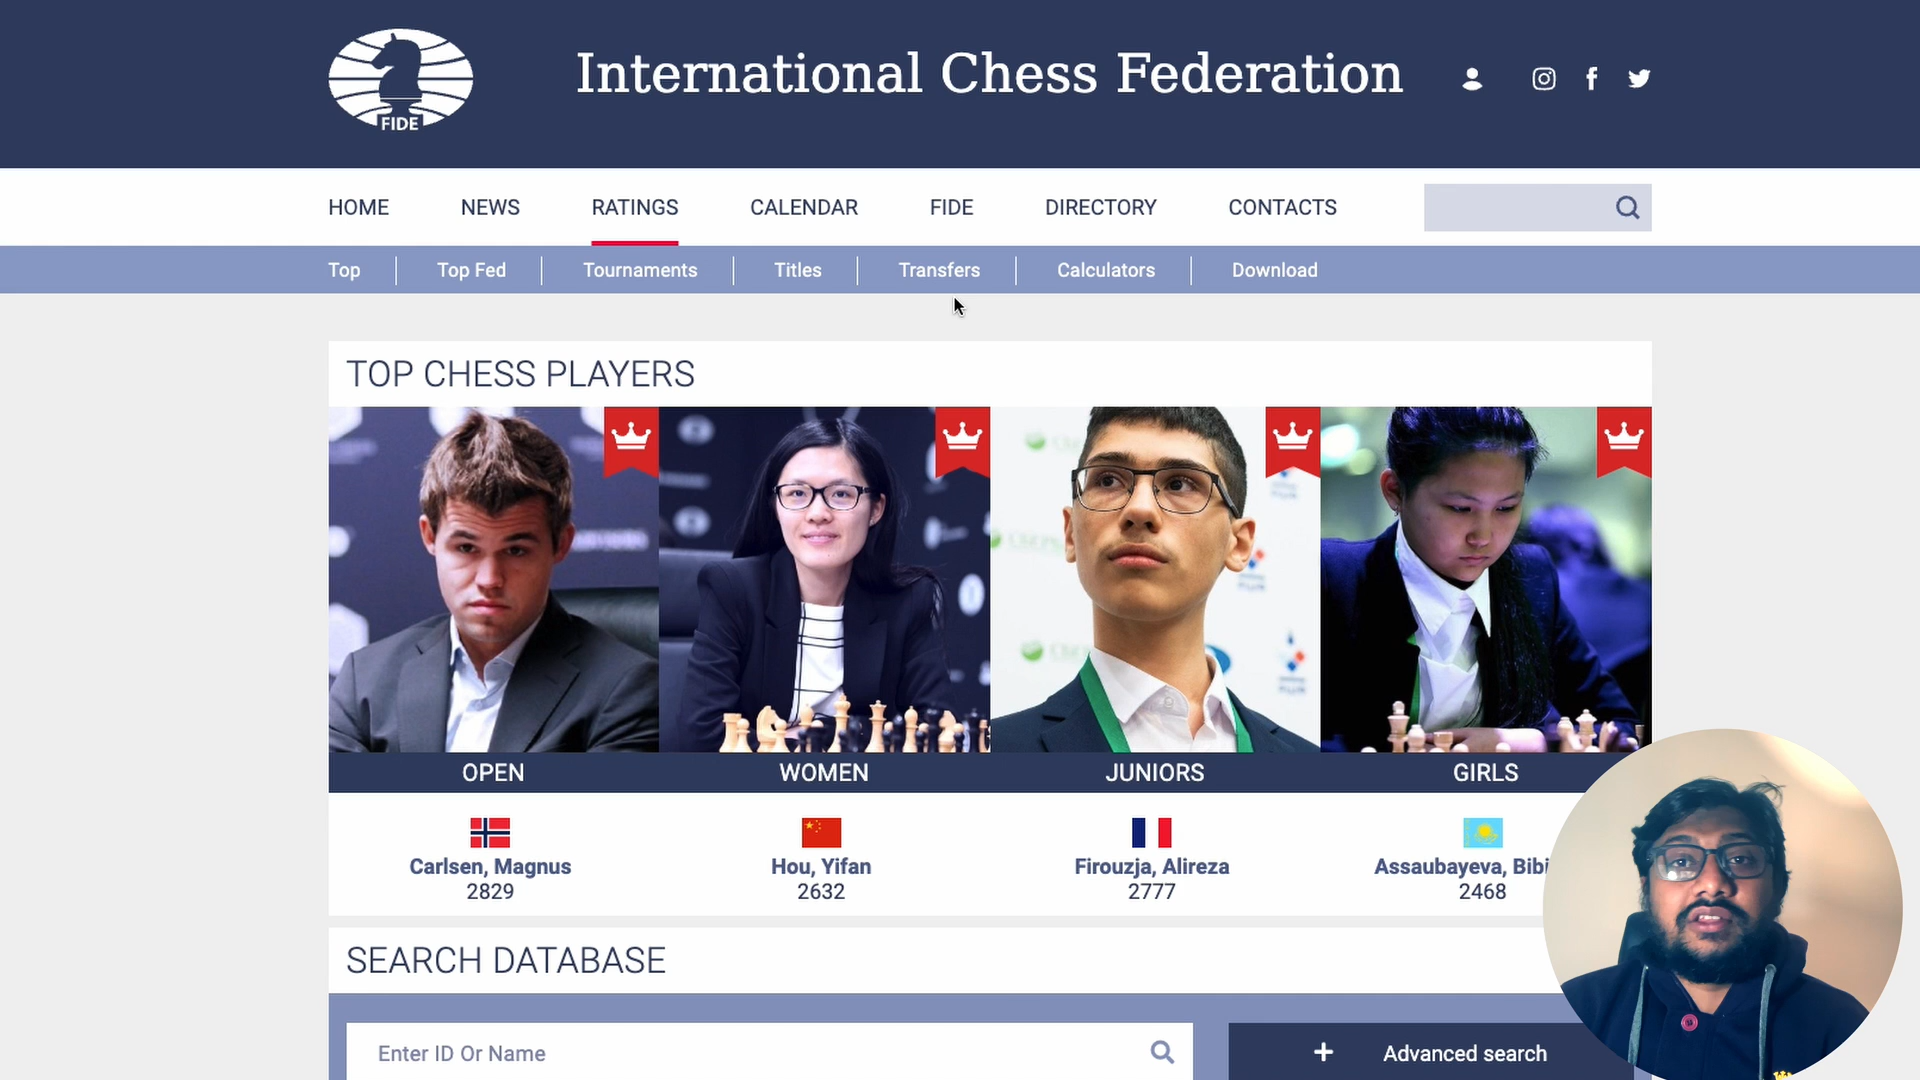 FIDE
International Chess Federation
HOME NEWS RATINGS CALENDAR FIDE DIRECTORY CONTACTS
Top Top Fed Tournaments Titles Transfers Calculators Download
TOP CHESS PLAYERS
OPEN WOMEN JUNIORS GIRLS
Carlsen, Magnus Hou, Yifan Firouzja, Alireza Assaubayeva, Bibi
2829 2632 2777 2468
SEARCH DATABASE
Enter ID Or Name
+ Advanced search